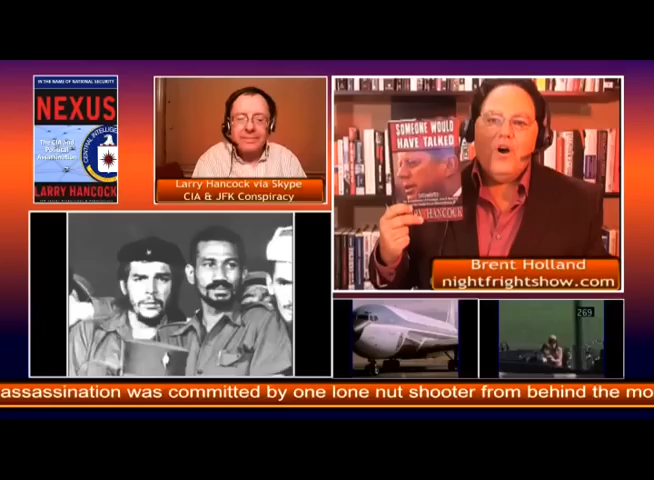 IN THE NAME OF NATIONAL SECURITY
NEXUS
The CIA and
Political
Assassination
CENTRAL INTELLIGENCE
LARRY HANCOCK
Larry Hancock via Skype
CIA & JFK Conspiracy
SOMEONE WOULD
HAVE TALKED
HANCOCK
Brent Holland
nightfrightshow.com
269
assassination was committed by one lone nut shooter from behind the mo